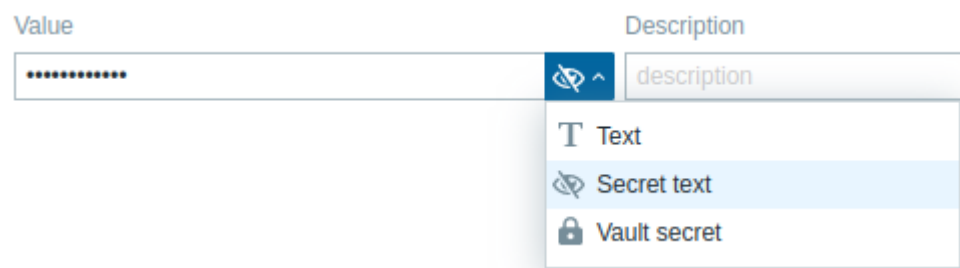 Value Description
•••••••••••• description
Text
Secret text
Vault secret